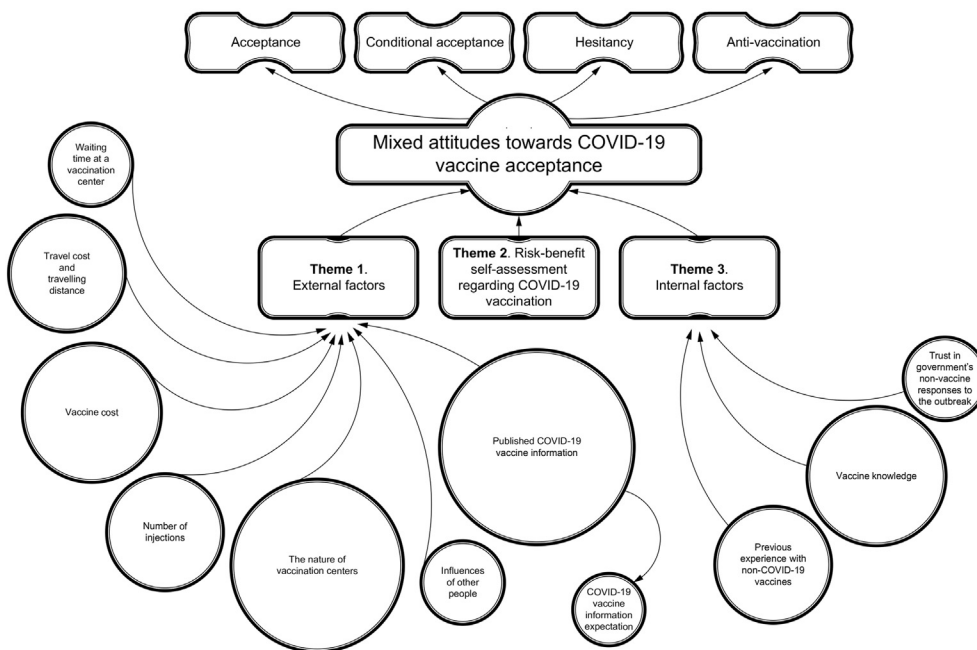 Acceptance
Conditional acceptance
Hesitancy
Anti-vaccination
Mixed attitudes towards COVID-19
vaccine acceptance
Waiting
time at a
vaccination
center
Travel cost
and
travelling
distance
Vaccine cost
Number of
injections
The nature of
vaccination centers
Influences
of other
people
Theme 1.
External factors
Theme 2. Risk-benefit
self-assessment
regarding COVID-19
vaccination
Theme 3.
Internal factors
Published COVID-19
vaccine information
COVID-19
vaccine
information
expectation
Trust in
government's
non-vaccine
responses to
the outbreak
Vaccine knowledge
Previous
experience with
non-COVID-19
vaccines